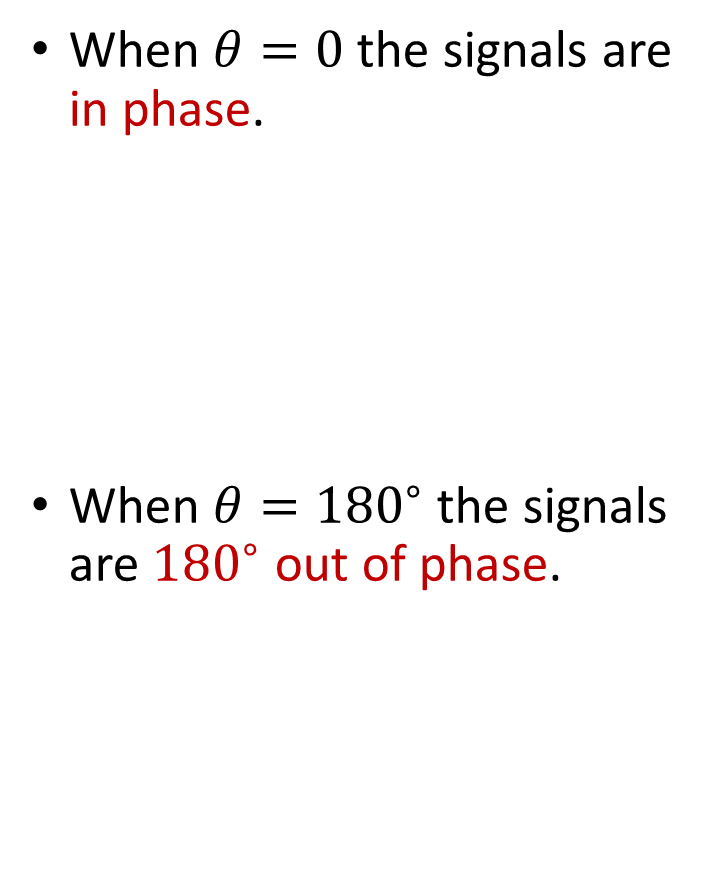 • When 𝜃 = 0 the signals are
in phase.
• When 𝜃 = 180° the signals
are 180° out of phase.